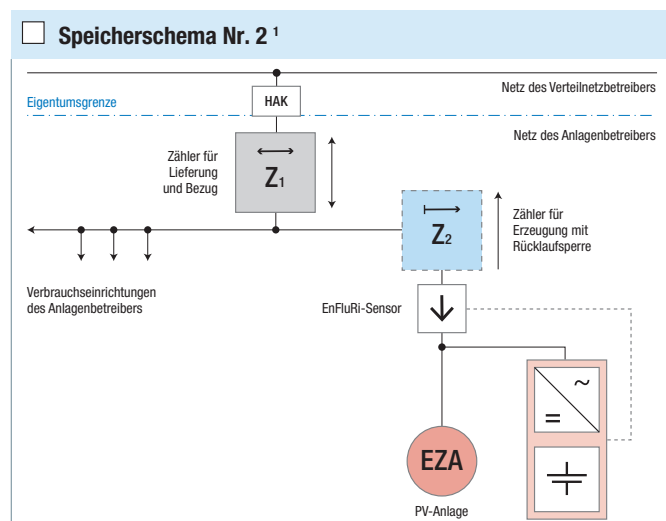 Speicherschema Nr. 2 ¹
Netz des Verteilnetzbetreibers
Eigentumsgrenze
HAK
Netz des Anlagenbetreibers
Zähler für
Lieferung
und Bezug
Z1
Z2
Zähler für
Erzeugung mit
Rücklaufsperre
Verbrauchseinrichtungen
des Anlagenbetreibers
EnFluRi-Sensor
~
=
EZA
PV-Anlage